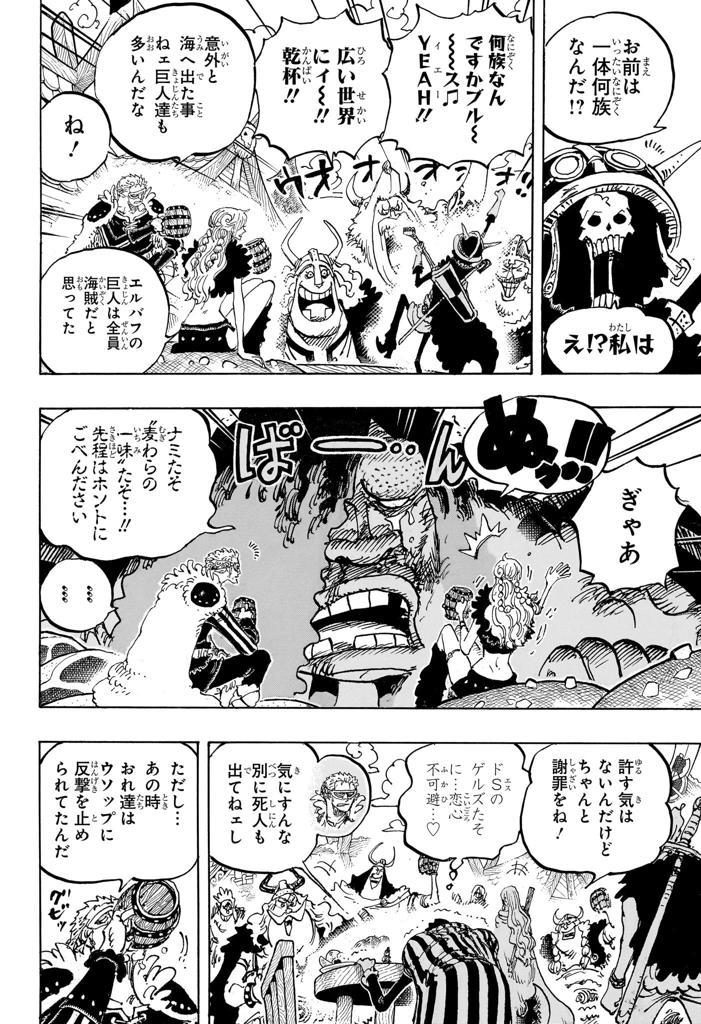 お前は
一体何族
なんだ!?
え!?私は
何族なん
ですかブル〜
〜〜ス♫
YEAH!!
広い世界
にィ〜!!
乾杯!!
ウオオオオ!!
意外と
海へ出た事
ねェ巨人達も
多いんだな
ね!
エルバフの
巨人は全員
海賊だと
思ってた
ぎゃあ
ぬっ!!
ばーーん
ナミたそ
"麦わらの
一味"たそ…!!
先程はホントに
ごべんださい
……
許す気は
ないんだけど
ちゃんと
謝罪をね!
ドSの
ゲルズたそ
に…恋心
不可避…♡
気にすんな
別に死人も
出てねェし
ただし…
あの時
おれ達は
ウソップに
反撃を止め
られてたんだ
グビッ